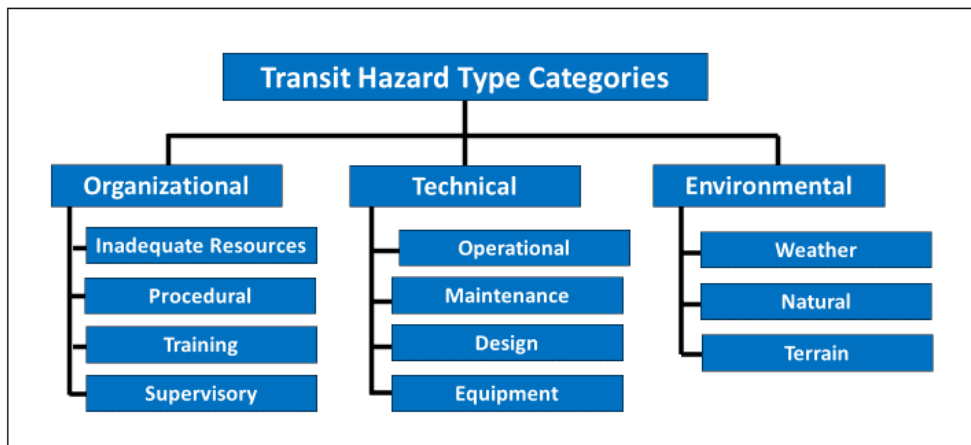 Transit Hazard Type Categories
Organizational
Inadequate Resources
Procedural
Training
Supervisory
Technical
Operational
Maintenance
Design
Equipment
Environmental
Weather
Natural
Terrain